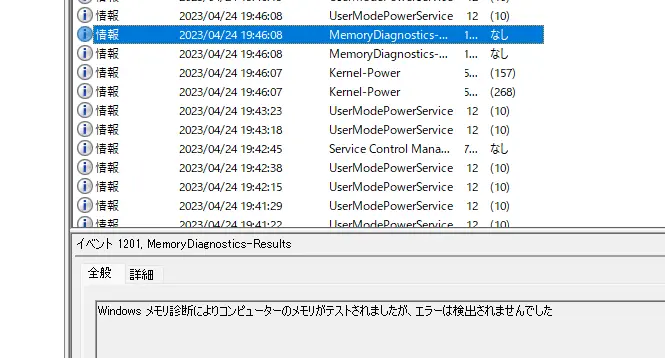 情報 2023/04/24 19:46:08 UserModePowerService 12 (10)
情報 2023/04/24 19:46:08 MemoryDiagnostics-... 1... なし
情報 2023/04/24 19:46:08 MemoryDiagnostics-... 1... なし
情報 2023/04/24 19:46:07 Kernel-Power 4... (157)
情報 2023/04/24 19:46:07 Kernel-Power 4... (268)
情報 2023/04/24 19:43:23 UserModePowerService 12 (10)
情報 2023/04/24 19:43:18 UserModePowerService 12 (10)
情報 2023/04/24 19:42:45 Service Control Mana... 7... なし
情報 2023/04/24 19:42:38 UserModePowerService 12 (10)
情報 2023/04/24 19:42:15 UserModePowerService 12 (10)
情報 2023/04/24 19:41:29 UserModePowerService 12 (10)
情報 2023/04/24 19:41:22 UserModePowerService 12 (10)
イベント 1201, MemoryDiagnostics-Results
全般 詳細
Windows メモリ診断によりコンピューターのメモリがテストされましたが、エラーは検出されませんでした